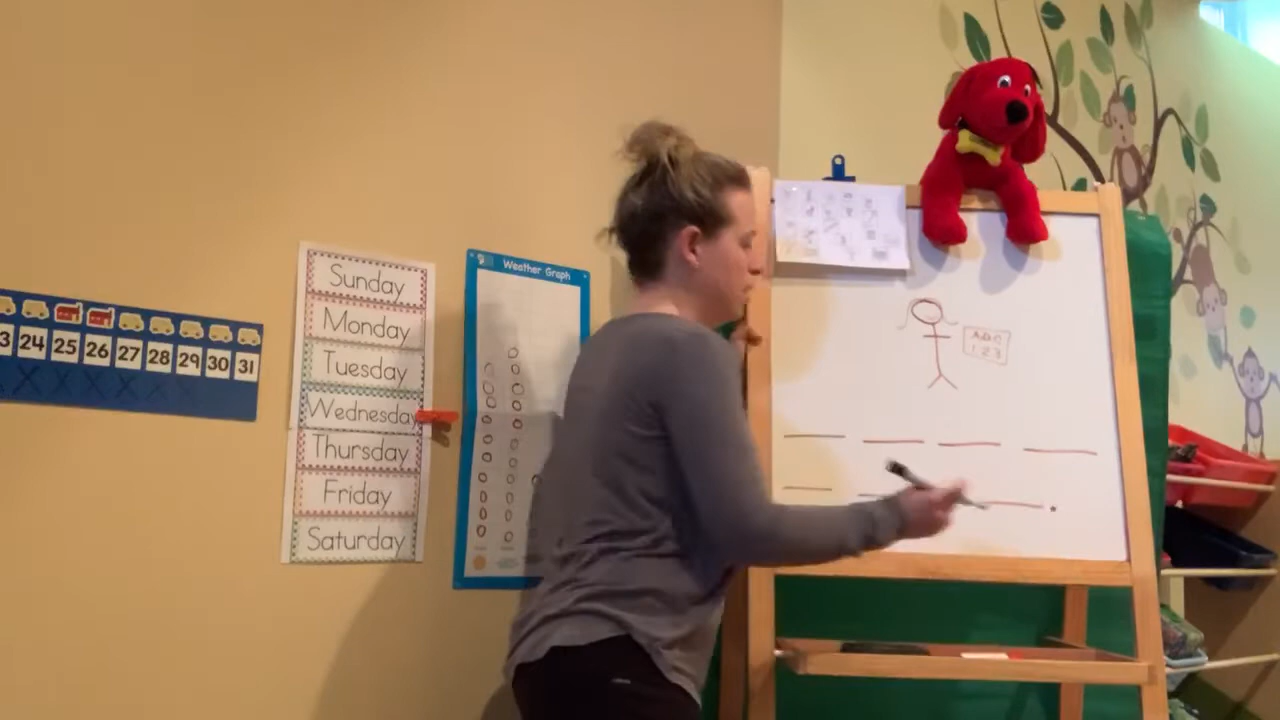 3 24 25 26 27 28 29 30 31
Sunday
Monday
Tuesday
Wednesday
Thursday
Friday
Saturday
Weather Graph
ABC
123